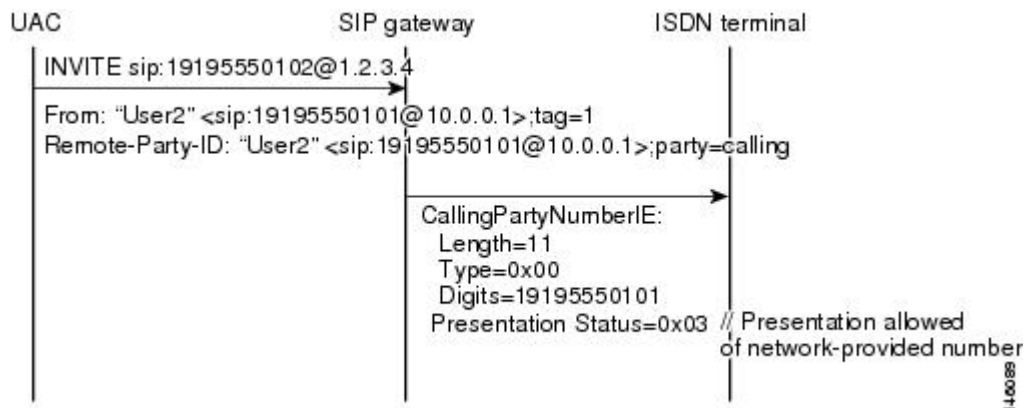 UAC
SIP gateway
ISDN terminal
INVITE sip:19195550102@1.2.3.4
From: “User2” <sip:19195550101@10.0.0.1>;tag=1
Remote-Party-ID: “User2” <sip:19195550101@10.0.0.1>;party=calling
CallingPartyNumberIE:
Length=11
Type=0x00
Digits=19195550101
Presentation Status=0x03 // Presentation allowed
of network-provided number